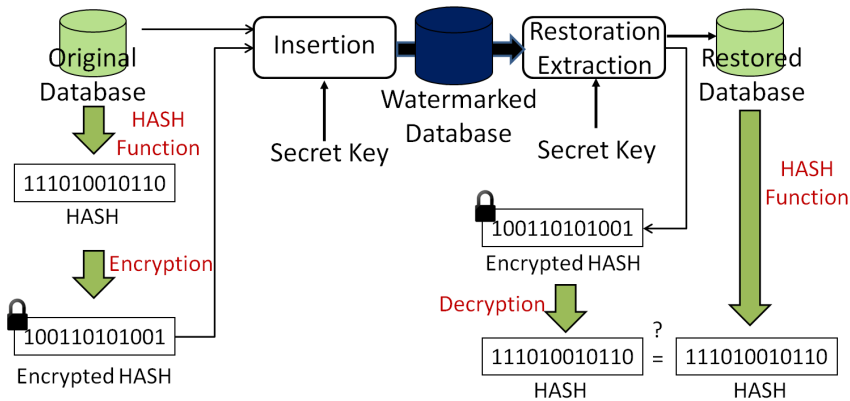 Original
Database
HASH
Function
111010010110
HASH
Encryption
100110101001
Encrypted HASH
Insertion
Secret Key
Watermarked
Database
Restoration
Extraction
Secret Key
Restored
Database
HASH
Function
100110101001
Encrypted HASH
Decryption
111010010110
HASH
?
=
111010010110
HASH